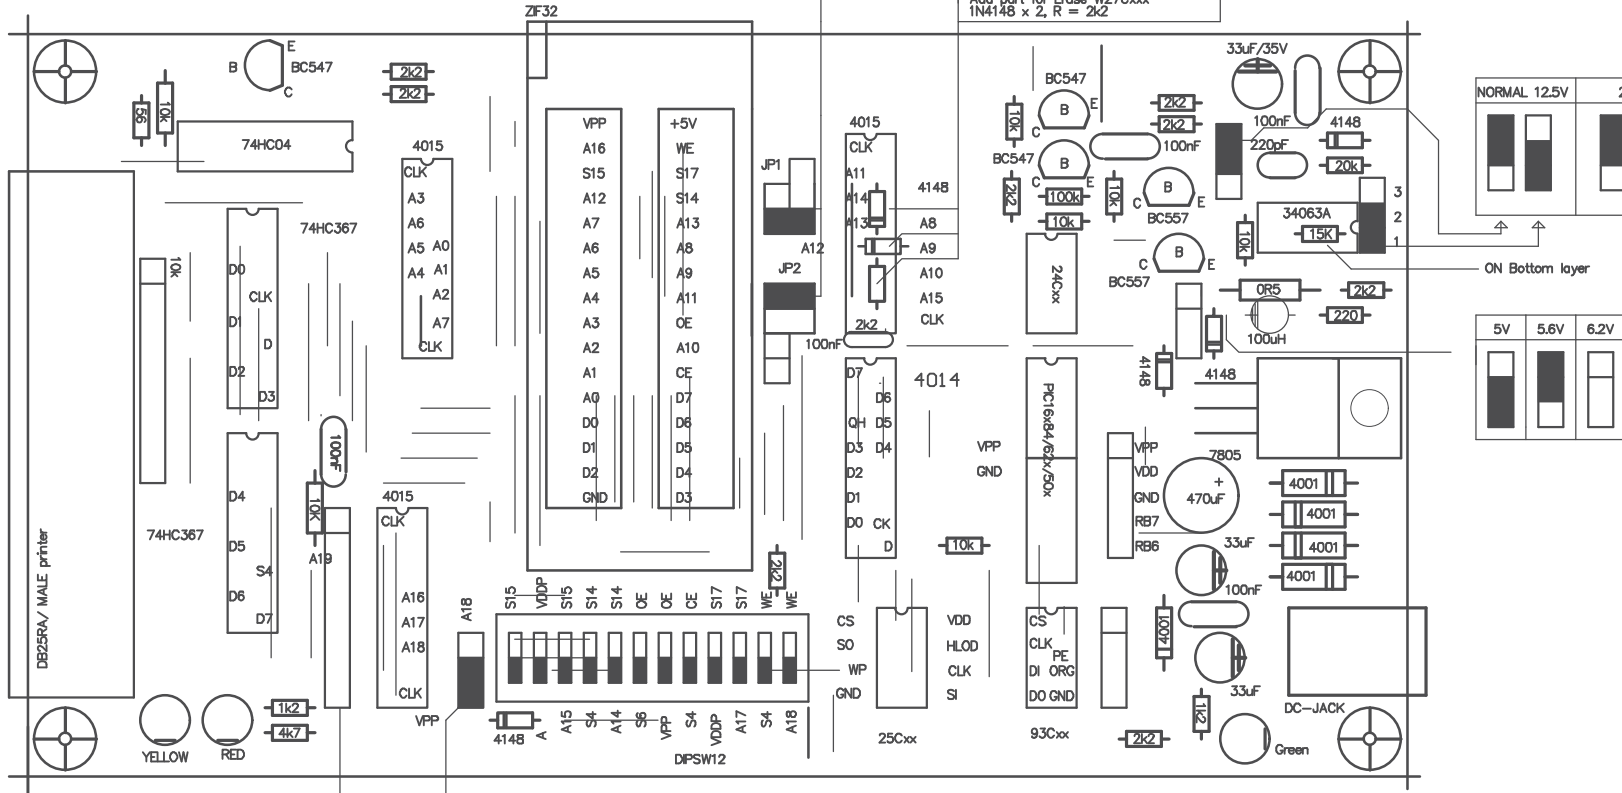 ZIF32
Add part for Erase W27Cxxx
1N4148 x 2, R = 2k2
B
E
BC547
C
2k2
2k2
56
10k
74HC04
4015
CLK
A3
A6
A5 A0
A4 A1
A2
A7
CLK
74HC367
D0
CLK
D1
D
D2
D3
10k
100nF
10K
74HC367
D4
D5
S4
D6
D7
A19
4015
CLK
A16
A17
A18
CLK
DB25RA/ MALE printer
YELLOW
RED
1k2
4k7
VPP
A18
VPP
A16
S15
A12
A7
A6
A5
A4
A3
A2
A1
A0
D0
D1
D2
GND
+5V
WE
S17
S14
A13
A8
A9
A11
OE
A10
CE
D7
D6
D5
D4
D3
JP1
A12
JP2
2k2
S15
VDDP
S15
S14
S14
OE
OE
CE
S17
S17
WE
WE
4148
A
A15
S4
A14
S6
VPP
S4
VDDP
A17
S4
A18
DIPSW12
4015
CLK
A11
A14
A13
4148
A8
A9
A10
A15
CLK
2k2
100nF
D7
4014
D6
QH D5
D3 D4
D2
D1
D0 CK
D
VPP
GND
10k
CS
SO
WP
GND
VDD
HLOD
CLK
SI
25Cxx
BC547
B
E
C
10k
BC547
B
C
E
2k2
100k
10k
10k
24Cxx
2k2
2k2
100nF
B
C
E
BC557
B
C
E
BC557
PIC16x84/62x/50x
VPP
VDD
GND
RB7
RB6
CS
CLK
PE
DI ORG
DO GND
93Cxx
33uF/35V
100nF
4148
220pF
20k
3
2
1
34063A
15K
10k
0R5
2k2
220
100uH
4148
4148
7805
+
470uF
4001
4001
4001
4001
33uF
100nF
4001
33uF
1k2
2k2
Green
DC-JACK
NORMAL 12.5V
ON Bottom layer
5V 5.6V 6.2V